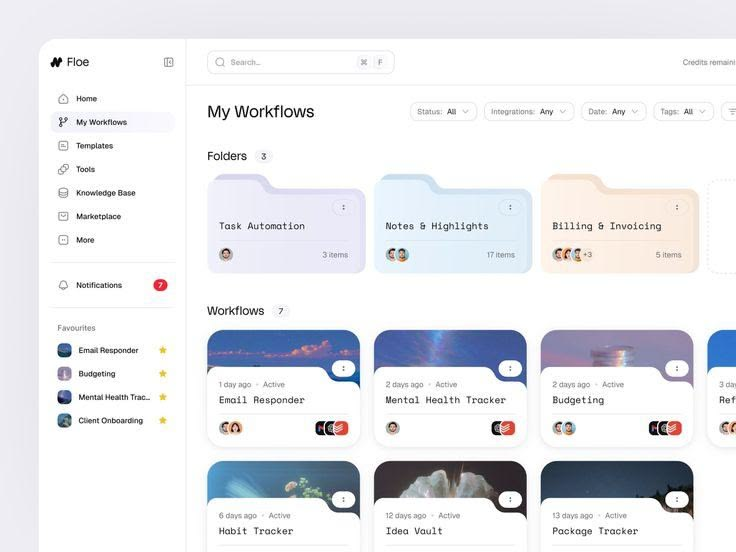 Floe
Search...
⌘ F
Credits
Home
My Workflows
Templates
Tools
Knowledge Base
Marketplace
More
Notifications 7
Favourites
Email Responder
Budgeting
Mental Health Trac...
Client Onboarding
My Workflows
Status: All
Integrations: Any
Date: Any
Tags: All
Folders 3
Task Automation
3 items
Notes & Highlights
17 items
Billing & Invoicing
+3
5 items
Workflows 7
1 day ago • Active
Email Responder
2 days ago • Active
Mental Health Tracker
2 days ago • Active
Budgeting
6 days ago • Active
Habit Tracker
12 days ago • Active
Idea Vault
13 days ago • Active
Package Tracker